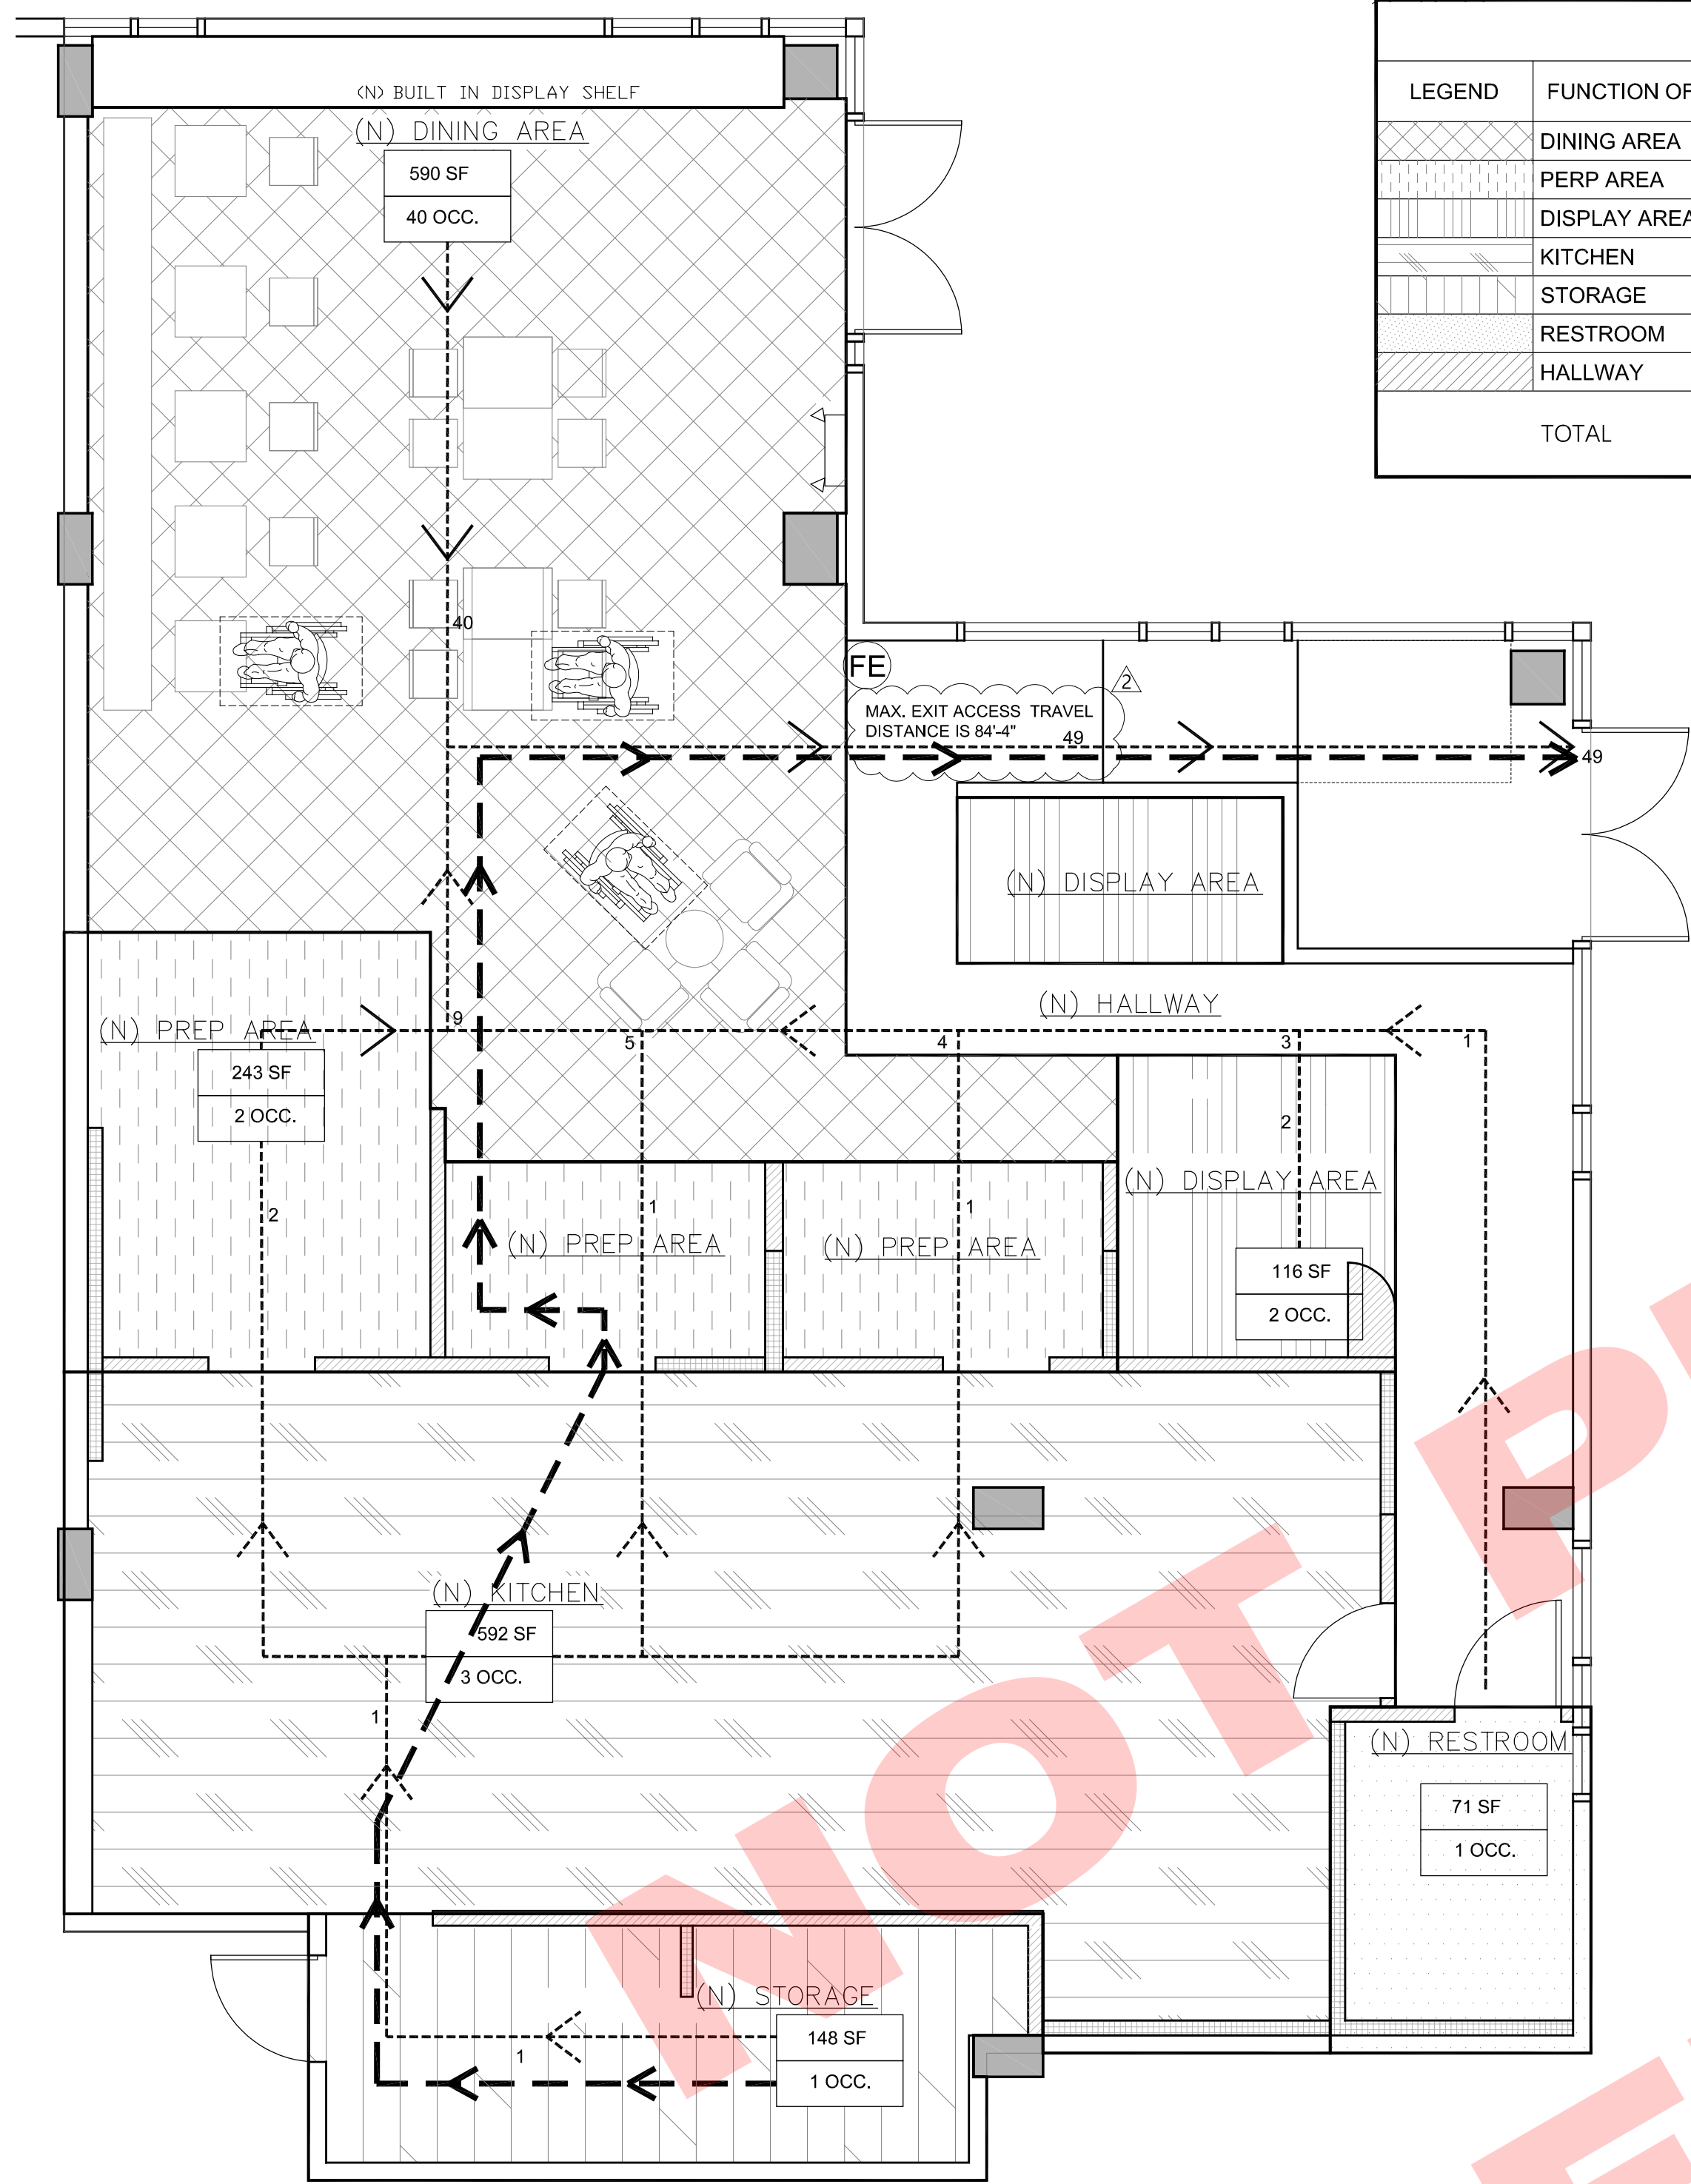 LEGEND
FUNCTION OF
DINING AREA
PERP AREA
DISPLAY AREA
KITCHEN
STORAGE
RESTROOM
HALLWAY
TOTAL
(N) BUILT IN DISPLAY SHELF
(N) DINING AREA
590 SF
40 OCC.
40
FE
2
MAX. EXIT ACCESS TRAVEL
DISTANCE IS 84'-4"
49
49
(N) DISPLAY AREA
(N) HALLWAY
(N) PREP AREA
9
5
4
3
1
243 SF
2 OCC.
2
2
(N) DISPLAY AREA
1
1
(N) PREP AREA
(N) PREP AREA
116 SF
2 OCC.
(N) KITCHEN
592 SF
3 OCC.
1
(N) RESTROOM
71 SF
1 OCC.
(N) STORAGE
148 SF
1 OCC.
1
NOT